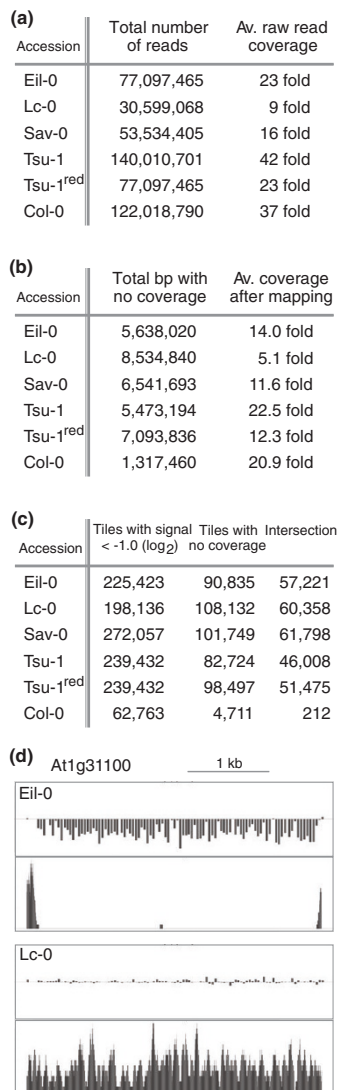 (a)
Accession Total number of reads Av. raw read coverage
Eil-0 77,097,465 23 fold
Lc-0 30,599,068 9 fold
Sav-0 53,534,405 16 fold
Tsu-1 140,010,701 42 fold
Tsu-1red 77,097,465 23 fold
Col-0 122,018,790 37 fold
(b)
Accession Total bp with no coverage Av. coverage after mapping
Eil-0 5,638,020 14.0 fold
Lc-0 8,534,840 5.1 fold
Sav-0 6,541,693 11.6 fold
Tsu-1 5,473,194 22.5 fold
Tsu-1red 7,093,836 12.3 fold
Col-0 1,317,460 20.9 fold
(c)
Accession Tiles with signal < -1.0 (log2) Tiles with no coverage Intersection
Eil-0 225,423 90,835 57,221
Lc-0 198,136 108,132 60,358
Sav-0 272,057 101,749 61,798
Tsu-1 239,432 82,724 46,008
Tsu-1red 239,432 98,497 51,475
Col-0 62,763 4,711 212
(d)
At1g31100 1 kb
Eil-0
Lc-0